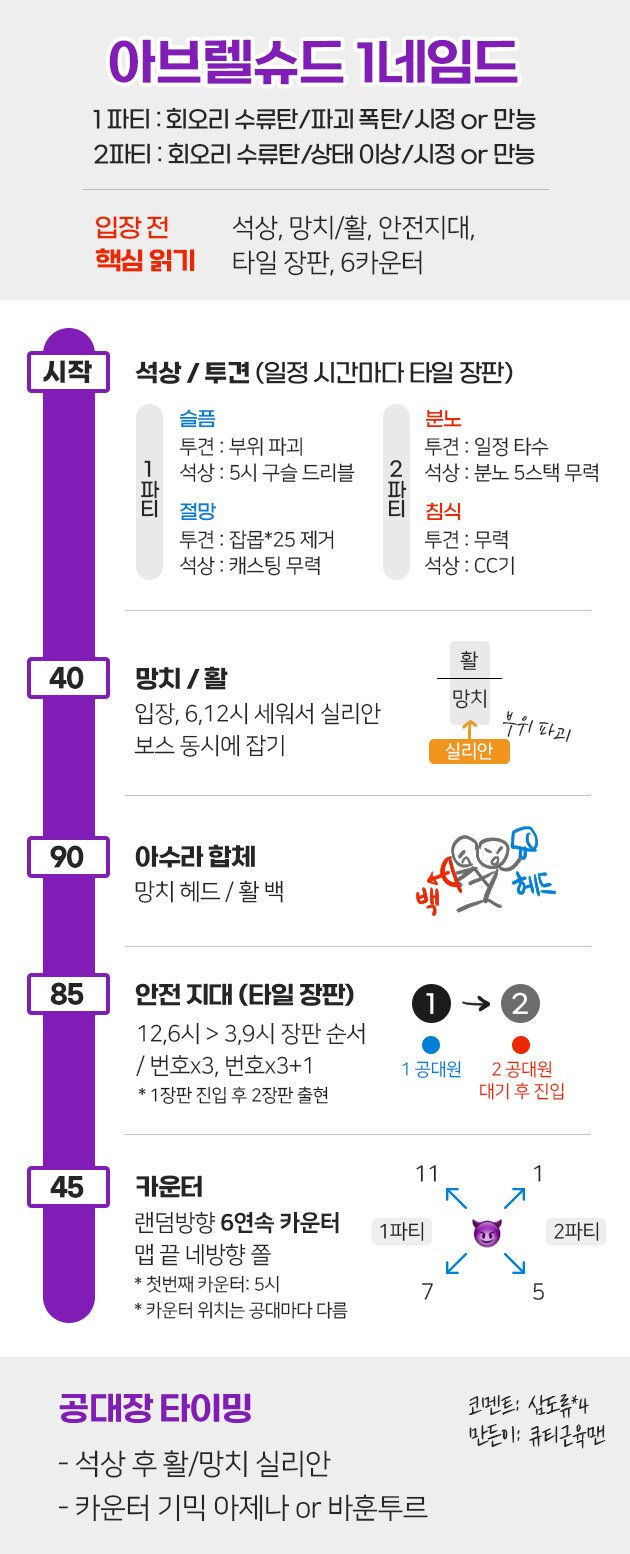 아브렐슈드 1네임드
1파티 : 회오리 수류탄/파괴 폭탄/시정 or 만능
2파티 : 회오리 수류탄/상태 이상/시정 or 만능
입장 전
핵심 읽기
석상, 망치/활, 안전지대,
타일 장판, 6카운터
시작
석상 / 투견 (일정 시간마다 타일 장판)
1파티
슬픔
투견 : 부위 파괴
석상 : 5시 구슬 드리블
절망
투견 : 잡몹*25 제거
석상 : 캐스팅 무력
2파티
분노
투견 : 일정 타수
석상 : 분노 5스택 무력
침식
투견 : 무력
석상 : CC기
40
망치 / 활
입장, 6,12시 세워서 실리안
보스 동시에 잡기
활
망치
실리안
부위 파괴
90
아수라 합체
망치 헤드 / 활 백
백
헤드
85
안전 지대 (타일 장판)
12,6시 > 3,9시 장판 순서
/ 번호x3, 번호x3+1
* 1장판 진입 후 2장판 출현
1 → 2
1 공대원
2 공대원
대기 후 진입
45
카운터
랜덤방향 6연속 카운터
맵 끝 네방향 쫄
* 첫번째 카운터: 5시
* 카운터 위치는 공대마다 다름
11
1
1파티
2파티
7
5
공대장 타이밍
- 석상 후 활/망치 실리안
- 카운터 기믹 아제나 or 바훈투르
코멘트: 삼도류*4
만든이: 큐티근육맨